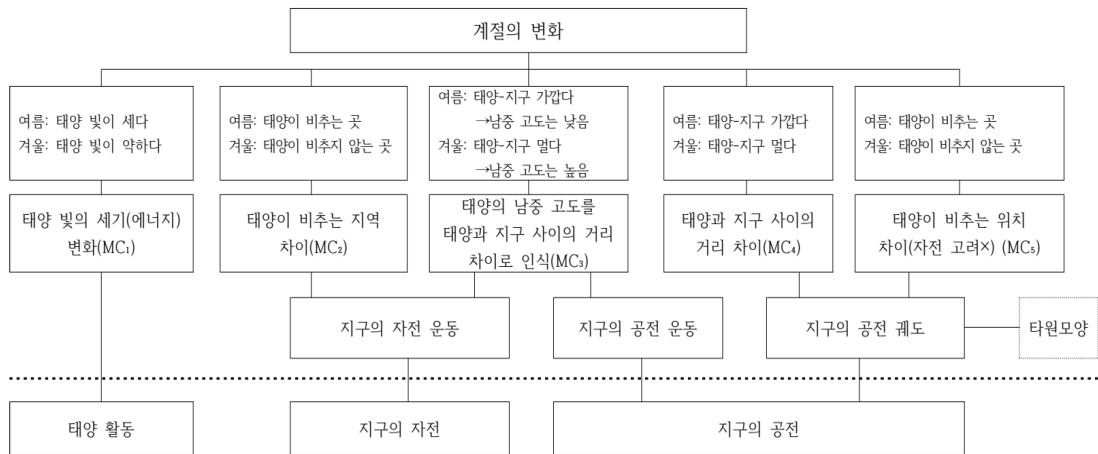 계절의 변화
여름: 태양 빛이 세다
겨울: 태양 빛이 약하다
여름: 태양이 비추는 곳
겨울: 태양이 비추지 않는 곳
여름: 태양-지구 가깝다
→남중 고도는 낮음
겨울: 태양-지구 멀다
→남중 고도는 높음
여름: 태양-지구 가깝다
겨울: 태양-지구 멀다
여름: 태양이 비추는 곳
겨울: 태양이 비추지 않는 곳
태양 빛의 세기(에너지)
변화(MC₁)
태양이 비추는 지역
차이(MC₂)
태양의 남중 고도를
태양과 지구 사이의 거리
차이로 인식(MC₃)
태양과 지구 사이의
거리 차이(MC₄)
태양이 비추는 위치
차이(자전 고려×) (MC₅)
지구의 자전 운동
지구의 공전 운동
지구의 공전 궤도
타원모양
태양 활동
지구의 자전
지구의 공전